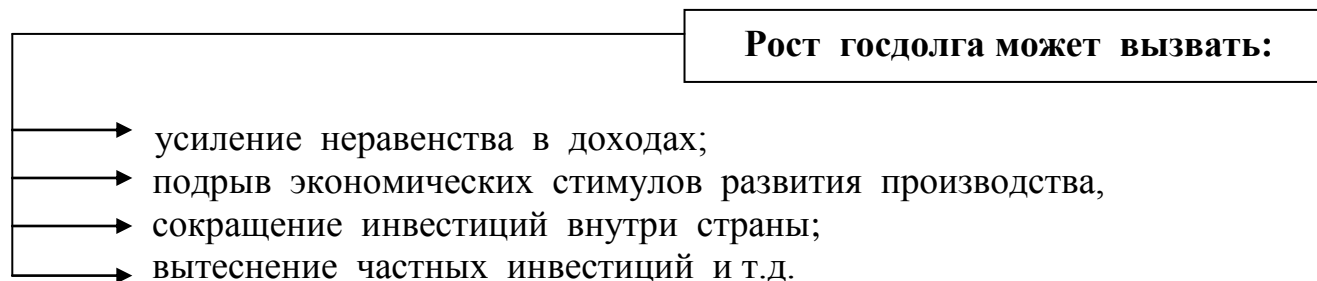 Рост госдолга может вызвать:
усиление неравенства в доходах;
подрыв экономических стимулов развития производства,
сокращение инвестиций внутри страны;
вытеснение частных инвестиций и т.д.